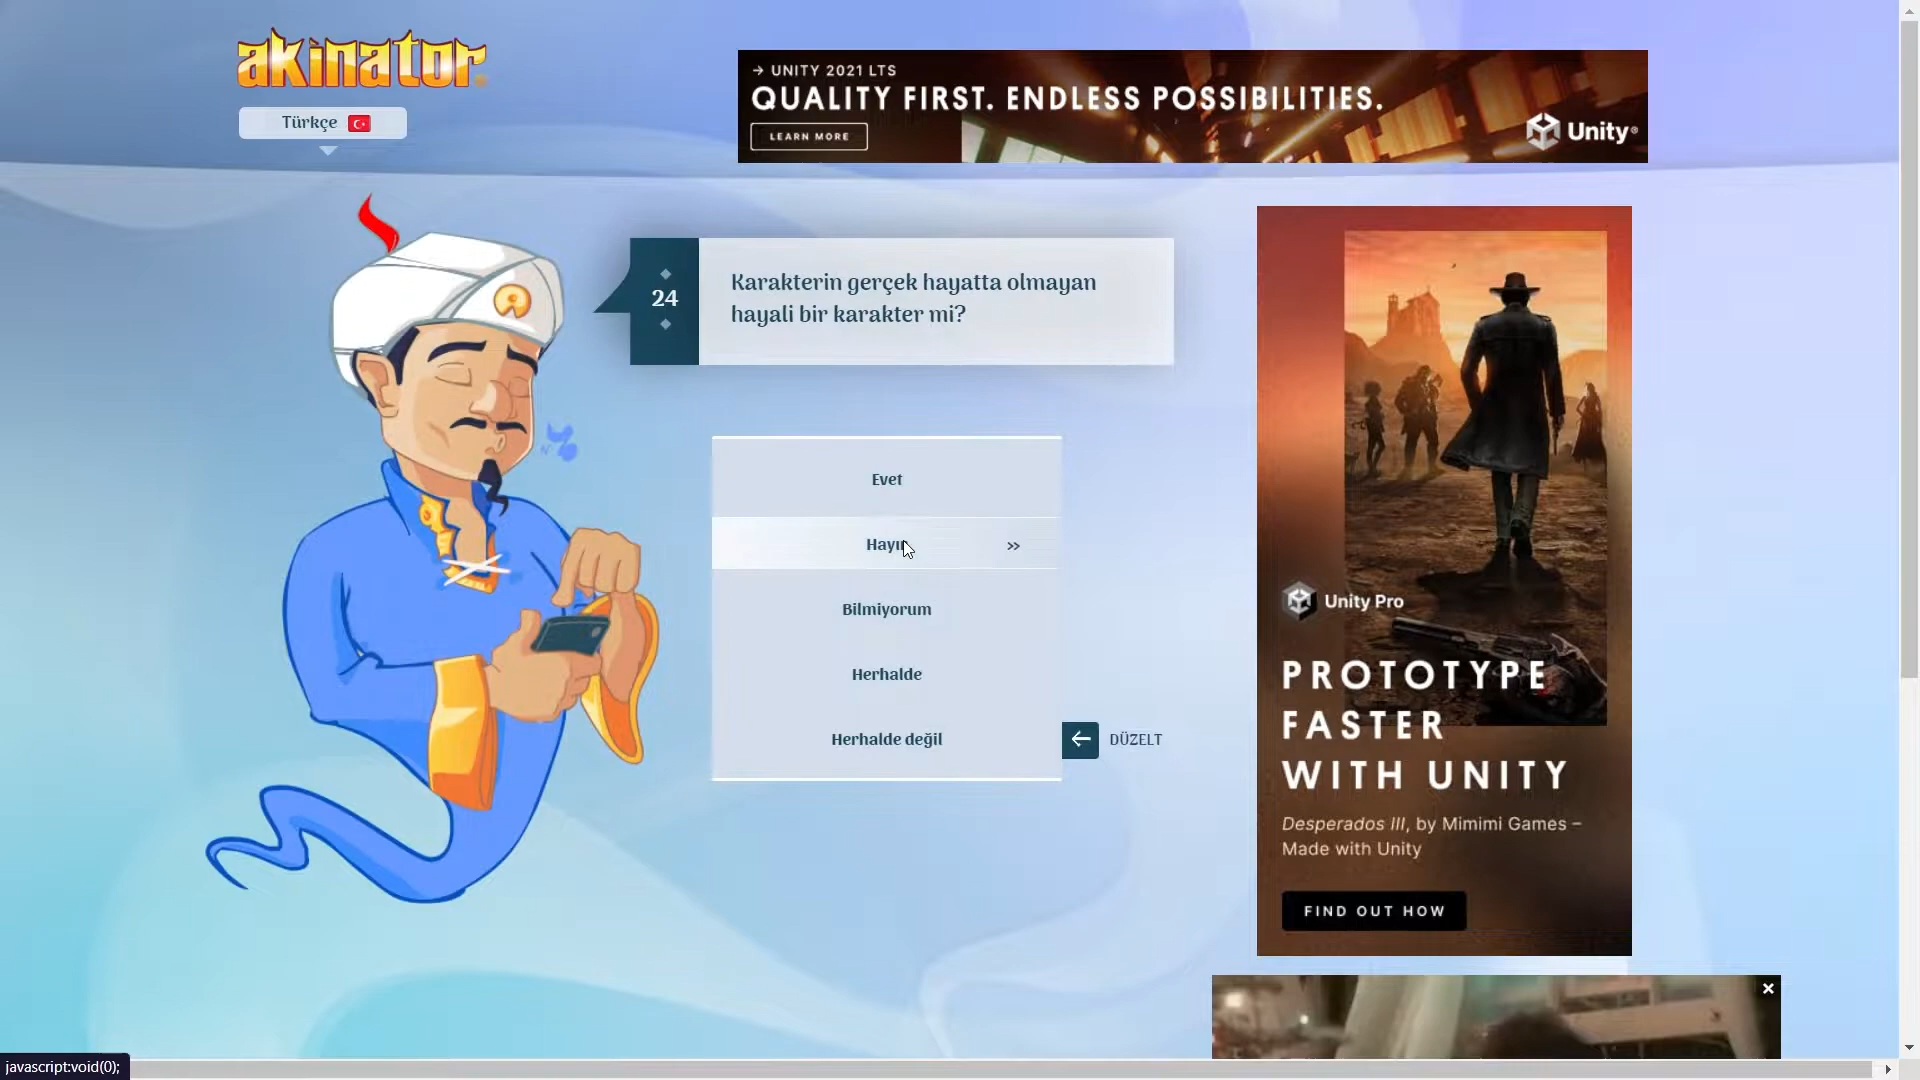 akinator
Türkçe
→ UNITY 2021 LTS
QUALITY FIRST. ENDLESS POSSIBILITIES.
LEARN MORE
Unity®
24
Karakterin gerçek hayatta olmayan
hayali bir karakter mi?
Evet
Hayır >>
Bilmiyorum
Herhalde
Herhalde değil
DÜZELT
Unity Pro
PROTOTYPE
FASTER
WITH UNITY
Desperados III, by Mimimi Games –
Made with Unity
FIND OUT HOW
javascript:void(0);